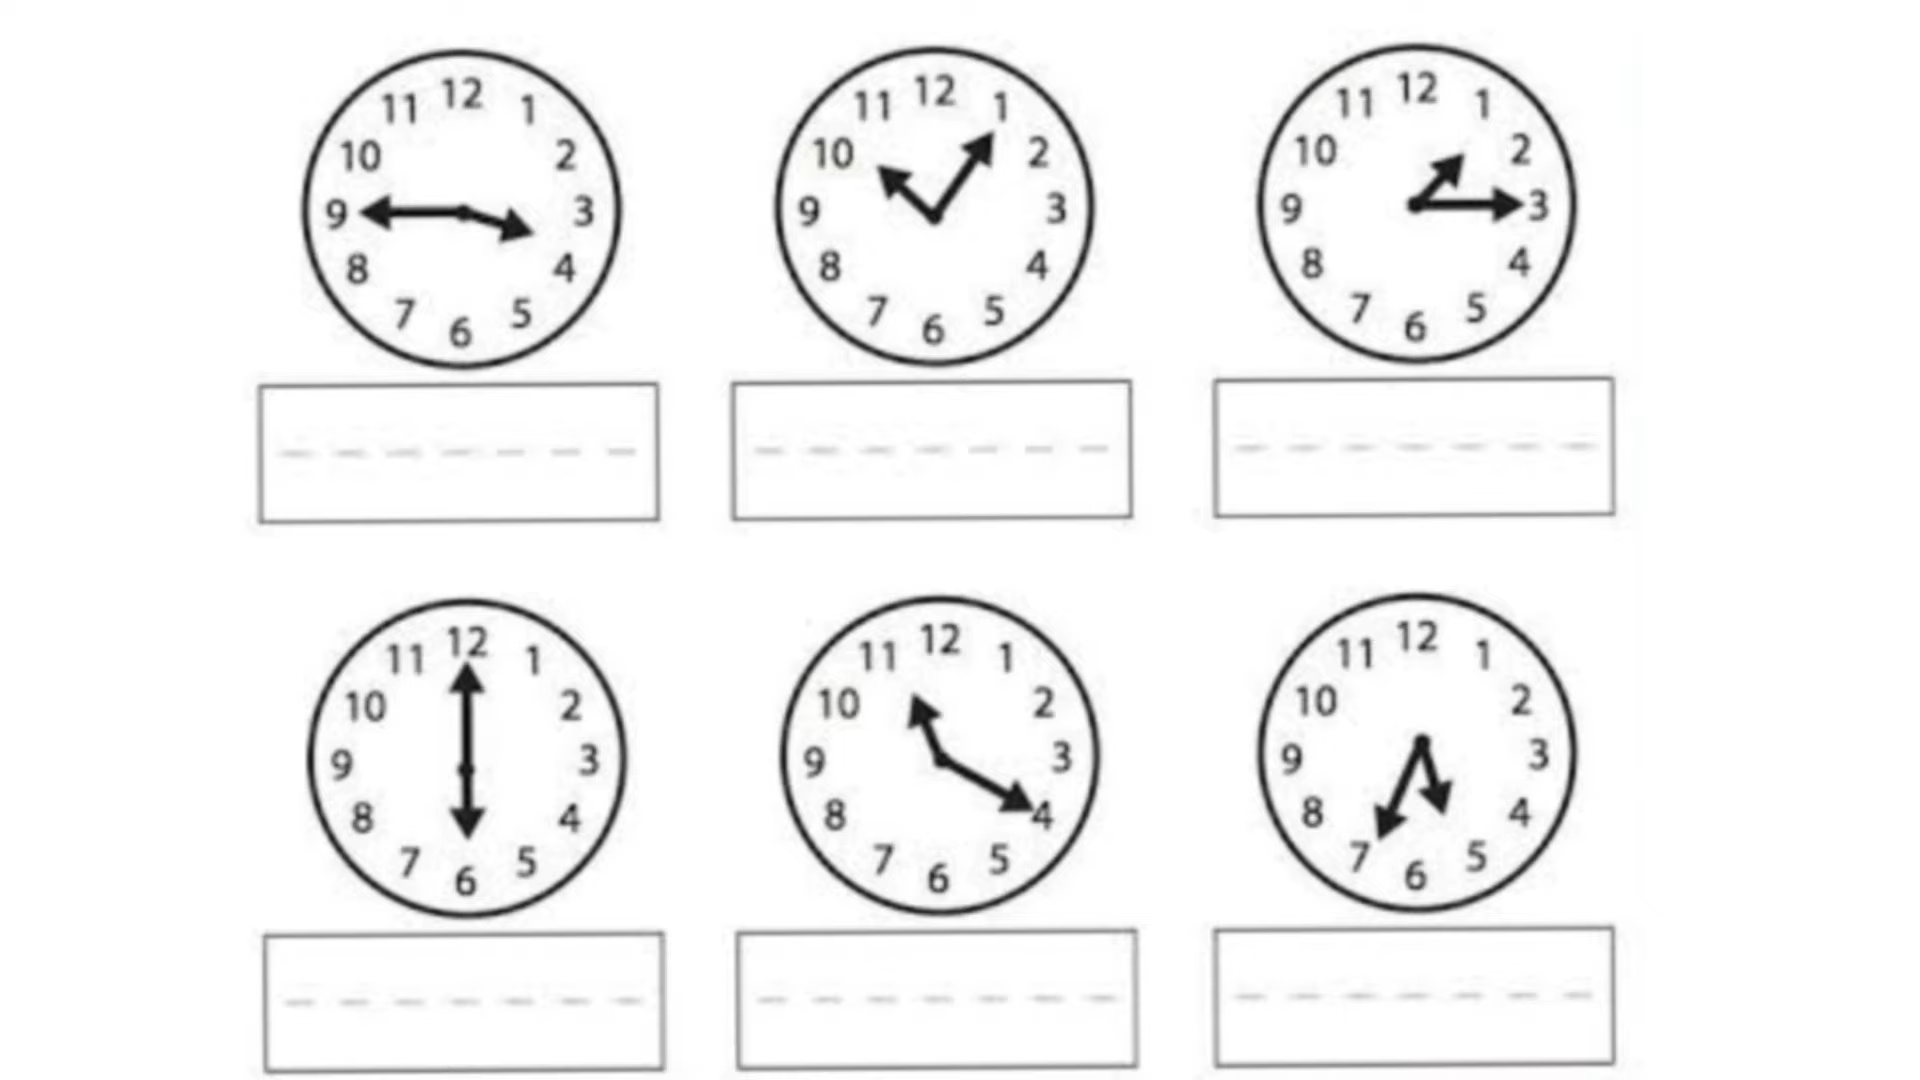 12 12 12
11 1 11 1 11 1
10 2 10 2 10 2
9 3 9 3 9 3
8 4 8 4 8 4
7 5 7 5 7 5
6 6 6
12 12 12
11 1 11 1 11 1
10 2 10 2 10 2
9 3 9 3 9 3
8 4 8 4 8 4
7 5 7 5 7 5
6 6 6